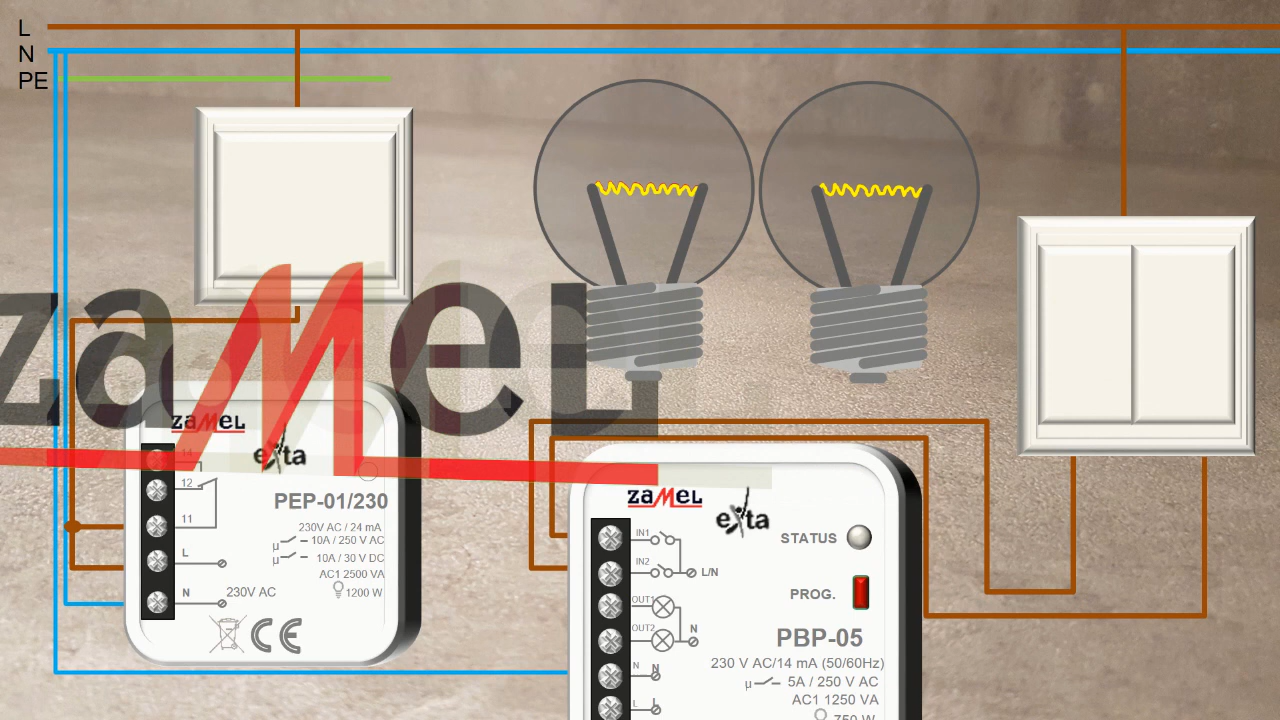 L
N
PE
zaMeL
zaMeL
exta
14
12
11
L
N
PEP-01/230
230V AC / 24 mA
μ 10A / 250 V AC
μ 10A / 30 V DC
AC1 2500 VA
1200 W
230V AC
CE
zaMeL
exta
IN1
IN2
L/N
OUT1
OUT2
N
N N
L L
STATUS
PROG.
PBP-05
230 V AC/14 mA (50/60Hz)
μ 5A / 250 V AC
AC1 1250 VA
750 W